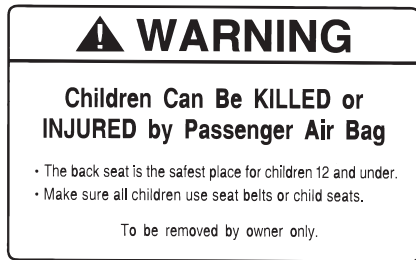 WARNING
Children Can Be KILLED or
INJURED by Passenger Air Bag
• The back seat is the safest place for children 12 and under.
• Make sure all children use seat belts or child seats.
To be removed by owner only.